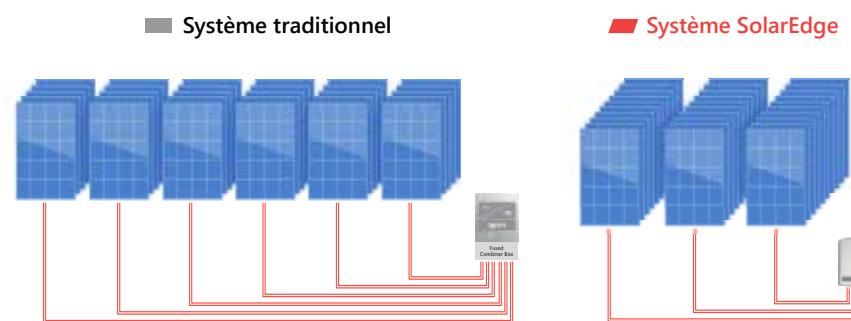 Système traditionnel
Système SolarEdge
Fused
Combiner Box